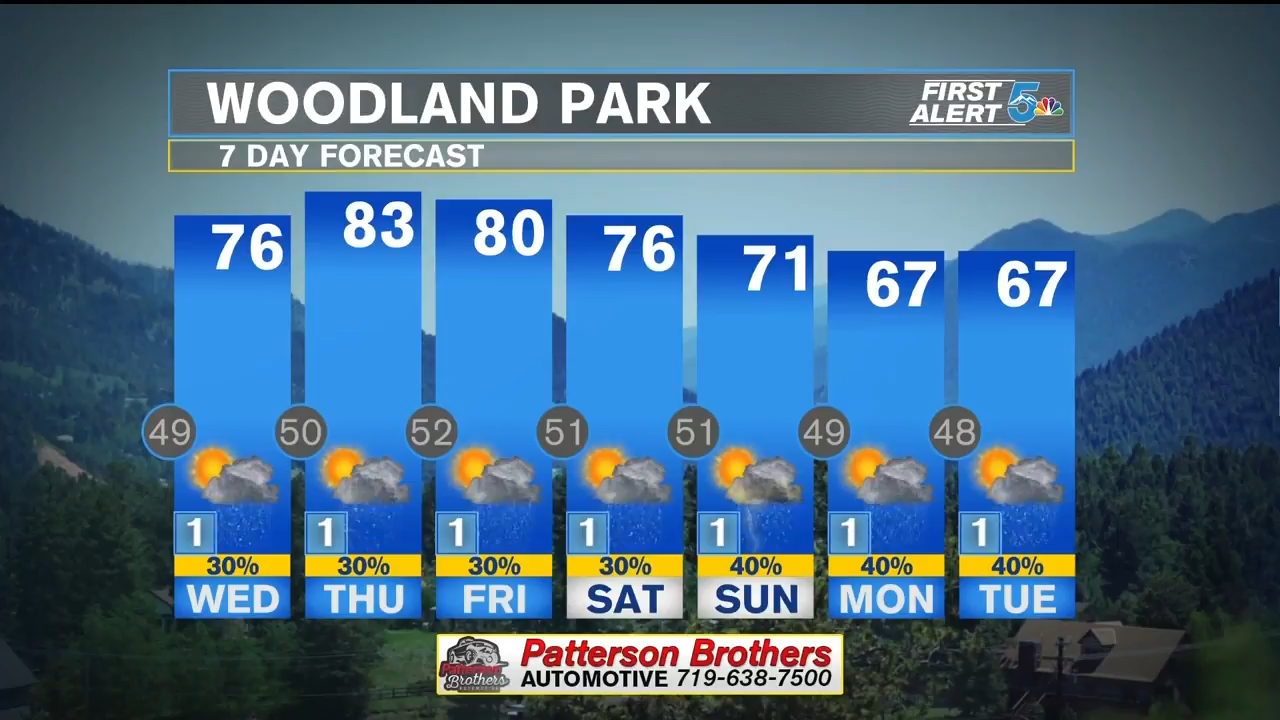 WOODLAND PARK
FIRST
ALERT 5
7 DAY FORECAST
76 83 80 76 71 67 67
49 50 52 51 51 49 48
1 1 1 1 1 1 1
30% 30% 30% 30% 40% 40% 40%
WED THU FRI SAT SUN MON TUE
Patterson Brothers
AUTOMOTIVE 719-638-7500
Patterson
Brothers